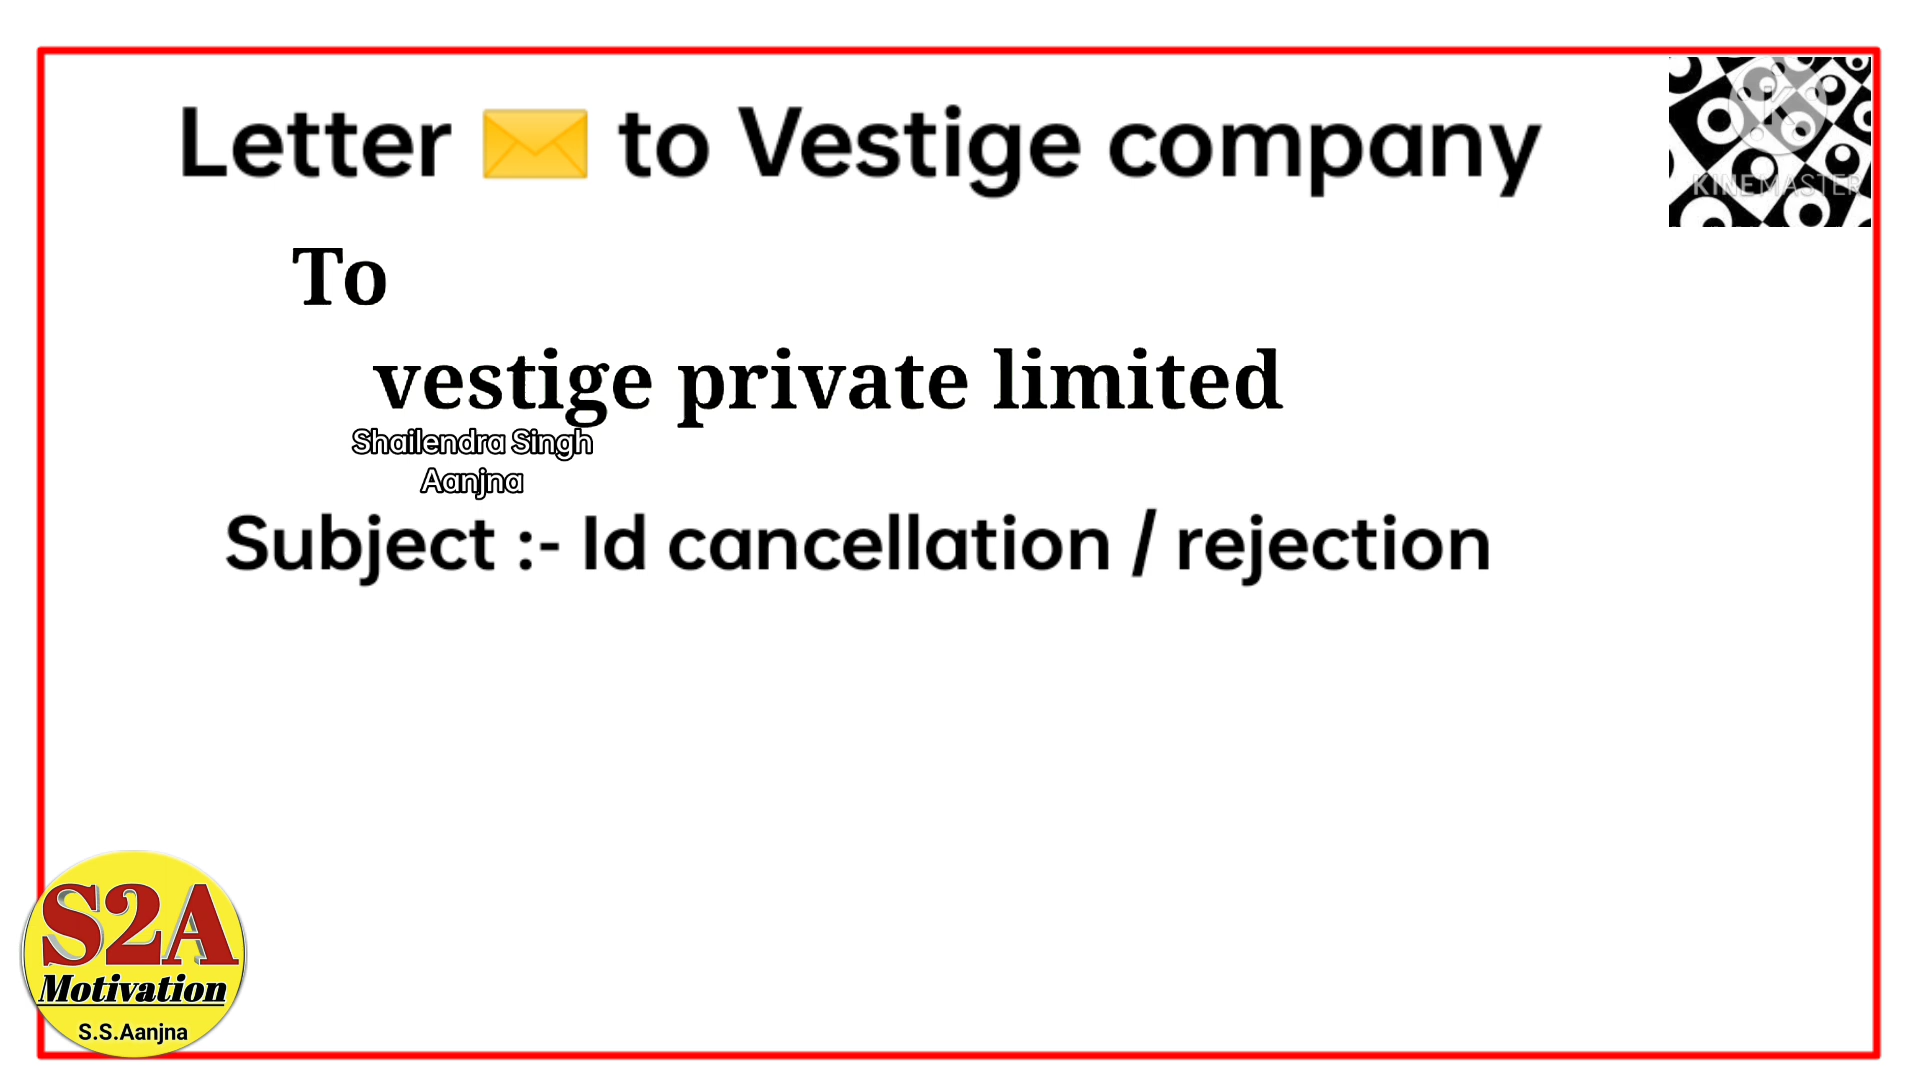 Letter ✉ to Vestige company
KINEMASTER
To
vestige private limited
Shailendra Singh
Aanjna
Subject :- Id cancellation / rejection
S2A
Motivation
S.S.Aanjna